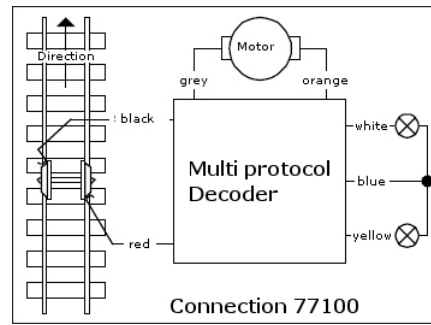 Direction
Motor
grey
orange
black
white
Multi protocol
Decoder
blue
red
yellow
Connection 77100